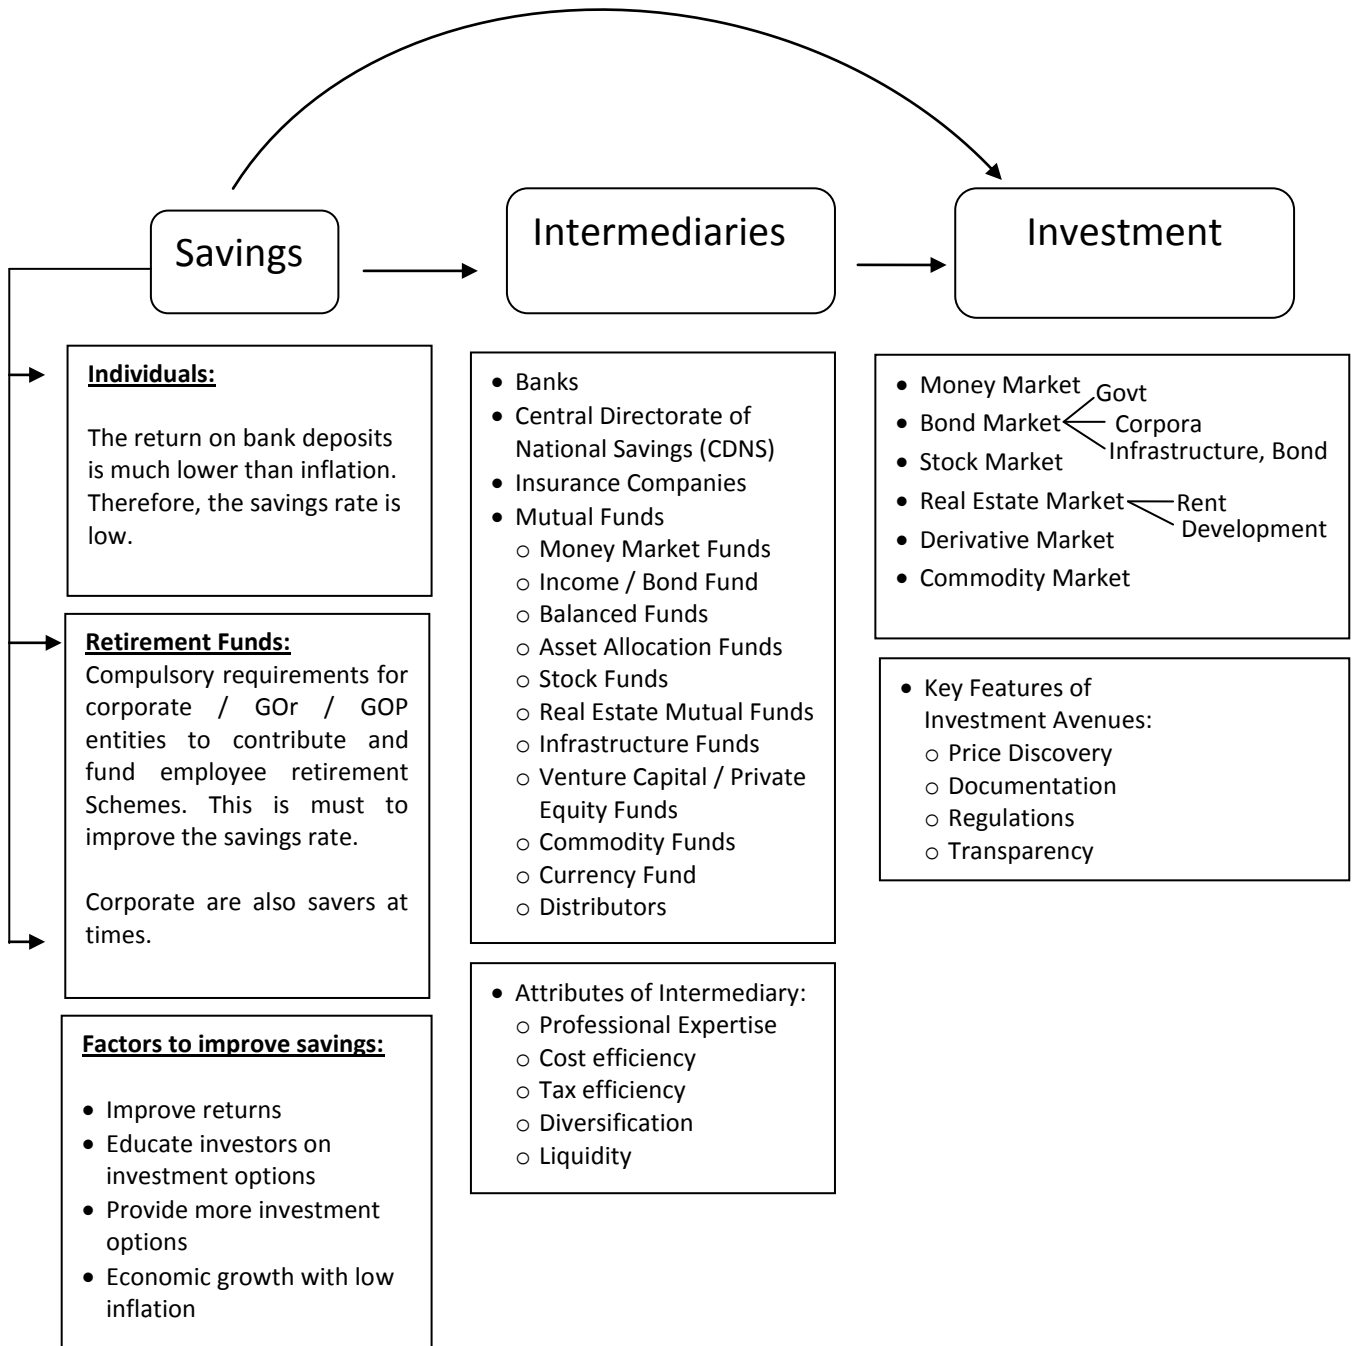 Savings
Intermediaries
Investment
Individuals:
The return on bank deposits
is much lower than inflation.
Therefore, the savings rate is
low.
Retirement Funds:
Compulsory requirements for
corporate / GOr / GOP
entities to contribute and
fund employee retirement
Schemes. This is must to
improve the savings rate.
Corporate are also savers at
times.
Factors to improve savings:
• Improve returns
• Educate investors on
investment options
• Provide more investment
options
• Economic growth with low
inflation
• Banks
• Central Directorate of
National Savings (CDNS)
• Insurance Companies
• Mutual Funds
o Money Market Funds
o Income / Bond Fund
o Balanced Funds
o Asset Allocation Funds
o Stock Funds
o Real Estate Mutual Funds
o Infrastructure Funds
o Venture Capital / Private
Equity Funds
o Commodity Funds
o Currency Fund
o Distributors
• Attributes of Intermediary:
o Professional Expertise
o Cost efficiency
o Tax efficiency
o Diversification
o Liquidity
• Money Market
Govt
• Bond Market
Corpora
Infrastructure, Bond
• Stock Market
• Real Estate Market
Rent
Development
• Derivative Market
• Commodity Market
• Key Features of
Investment Avenues:
o Price Discovery
o Documentation
o Regulations
o Transparency